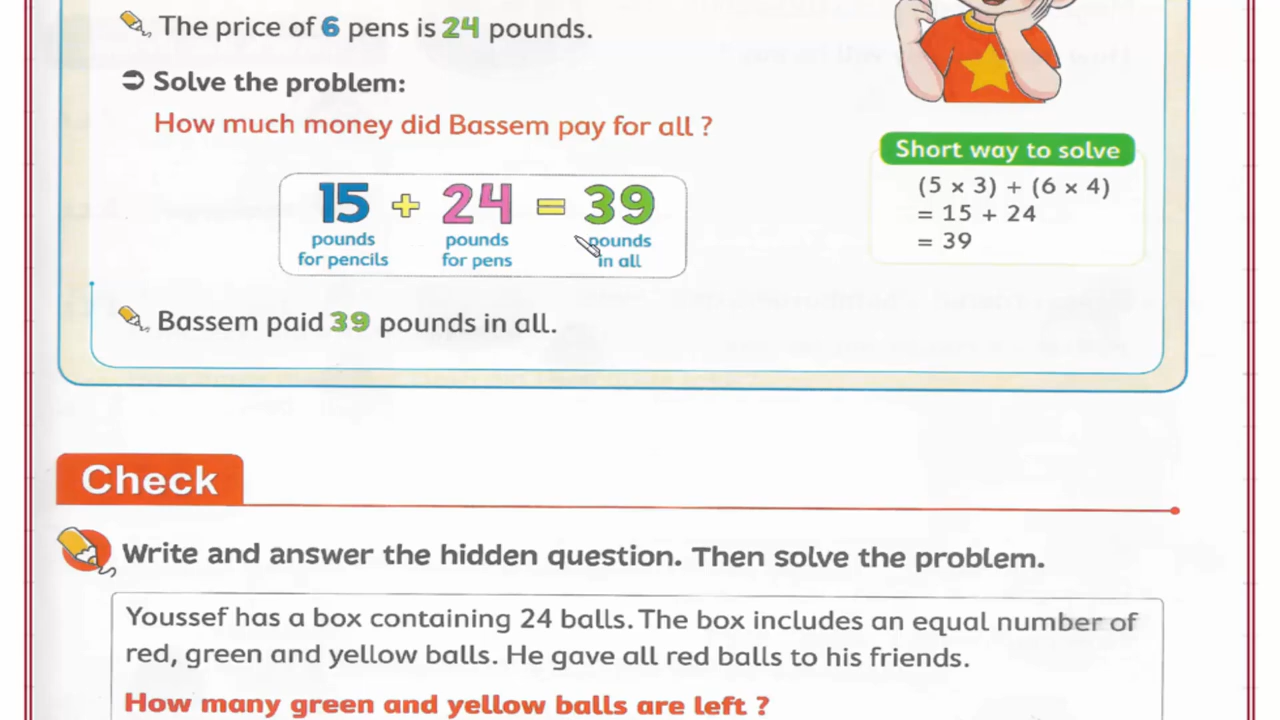 The price of 6 pens is 24 pounds.
Solve the problem:
How much money did Bassem pay for all ?
15 + 24 = 39
pounds for pencils
pounds for pens
pounds in all
Short way to solve
(5 × 3) + (6 × 4)
= 15 + 24
= 39
Bassem paid 39 pounds in all.
Check
Write and answer the hidden question. Then solve the problem.
Youssef has a box containing 24 balls. The box includes an equal number of
red, green and yellow balls. He gave all red balls to his friends.
How many green and yellow balls are left ?